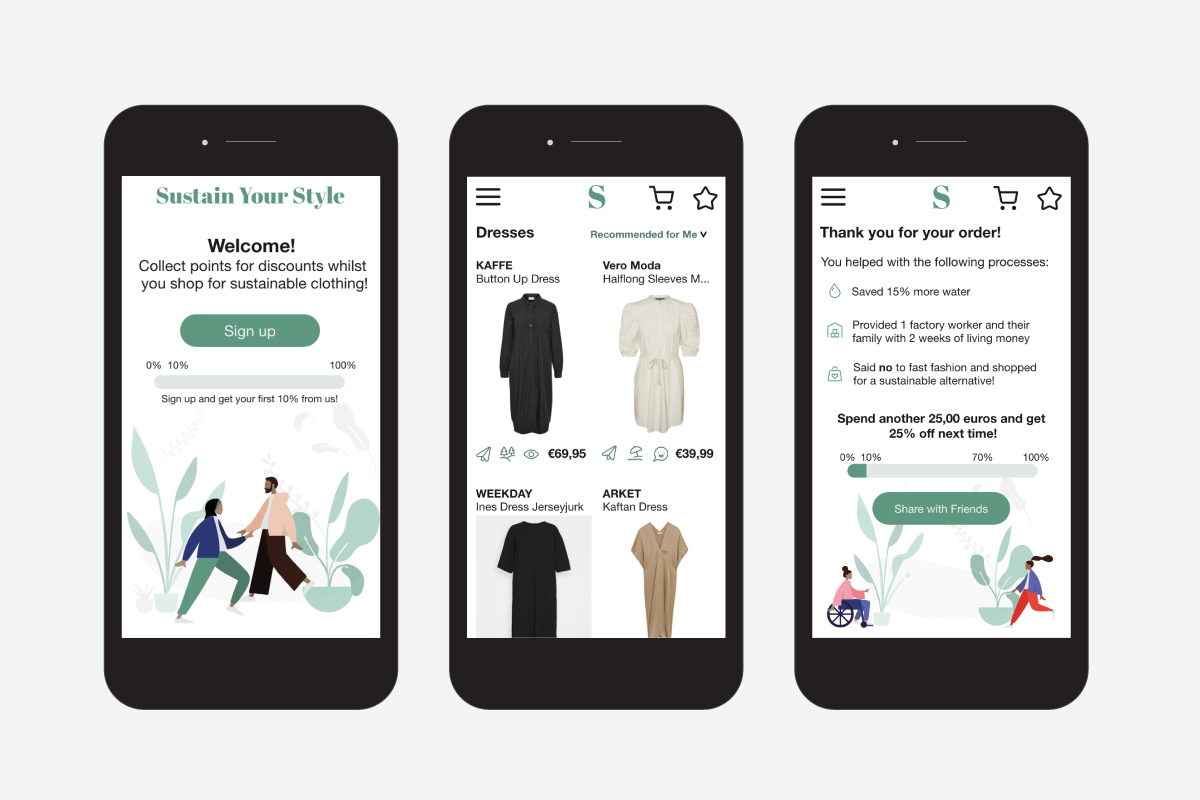 Sustain Your Style
Welcome!
Collect points for discounts whilst
you shop for sustainable clothing!
Sign up
0% 10% 100%
Sign up and get your first 10% from us!
S
Dresses
Recommended for Me
KAFFE
Button Up Dress
Vero Moda
Halflong Sleeves M...
€69,95
€39,99
WEEKDAY
Ines Dress Jerseyjurk
ARKET
Kaftan Dress
S
Thank you for your order!
You helped with the following processes:
Saved 15% more water
Provided 1 factory worker and their
family with 2 weeks of living money
Said no to fast fashion and shopped
for a sustainable alternative!
Spend another 25,00 euros and get
25% off next time!
0% 10% 70% 100%
Share with Friends